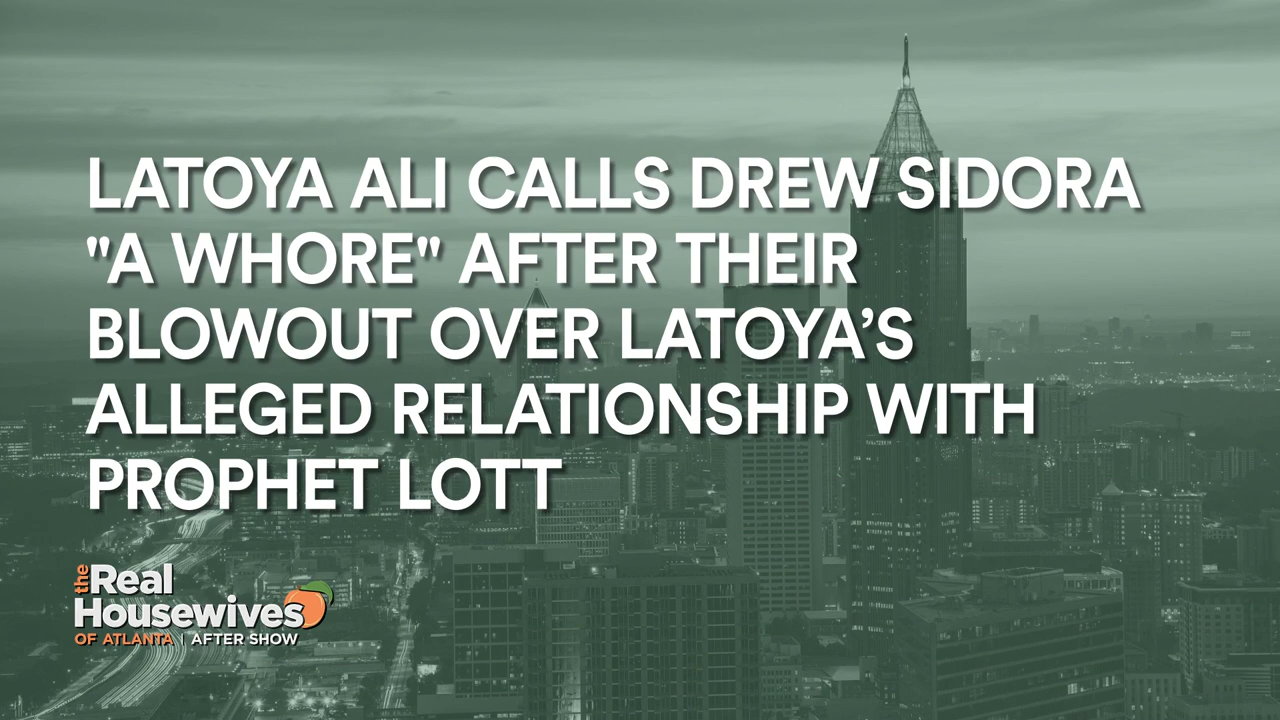 LATOYA ALI CALLS DREW SIDORA
"A WHORE" AFTER THEIR
BLOWOUT OVER LATOYA’S
ALLEGED RELATIONSHIP WITH
PROPHET LOTT
the Real
Housewives
OF ATLANTA | AFTER SHOW